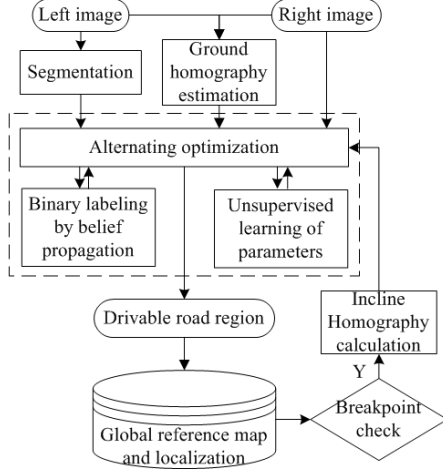 Left image
Right image
Segmentation
Ground
homography
estimation
Alternating optimization
Binary labeling
by belief
propagation
Unsupervised
learning of
parameters
Drivable road region
Incline
Homography
calculation
Y
Global reference map
and localization
Breakpoint
check